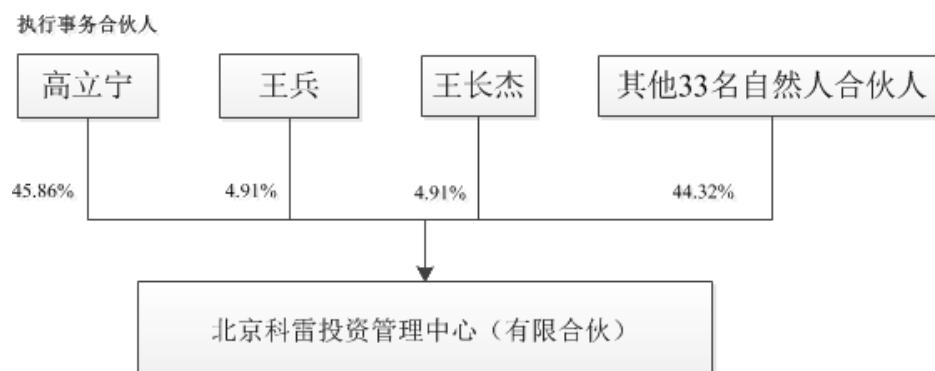 执行事务合伙人
高立宁
王兵
王长杰
其他33名自然人合伙人
45.86%
4.91%
4.91%
44.32%
北京科雷投资管理中心（有限合伙）